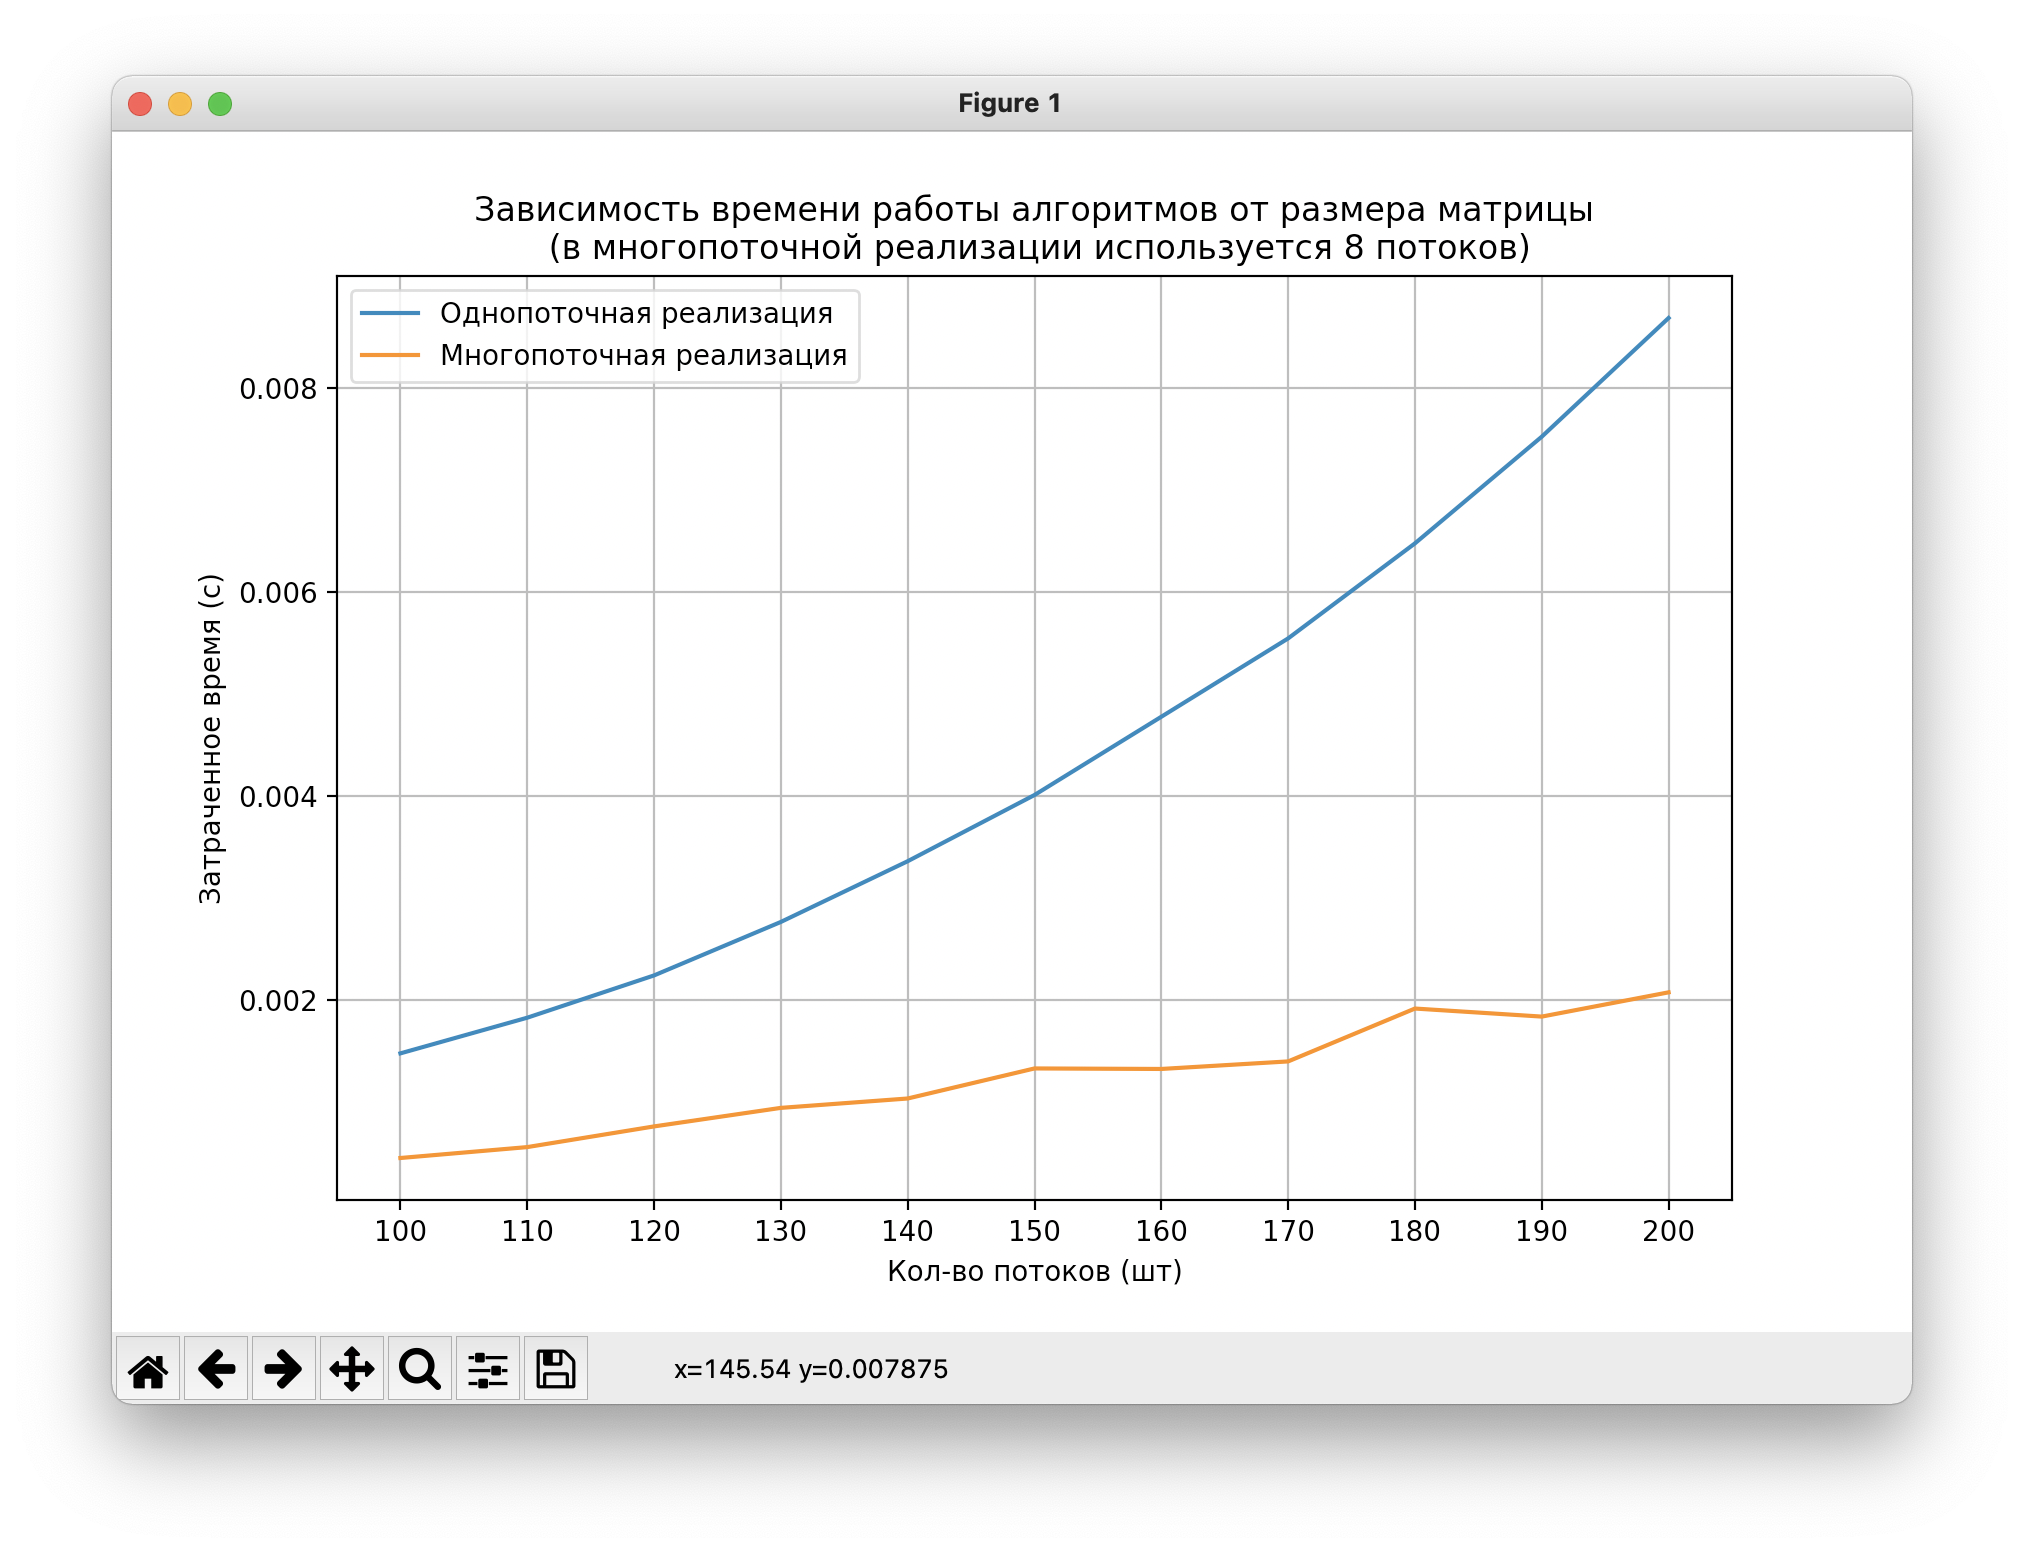 Figure 1
Зависимость времени работы алгоритмов от размера матрицы
(в многопоточной реализации используется 8 потоков)
Однопоточная реализация
Многопоточная реализация
0.008
0.006
0.004
0.002
Затраченное время (с)
100 110 120 130 140 150 160 170 180 190 200
Кол-во потоков (шт)
x=145.54 y=0.007875